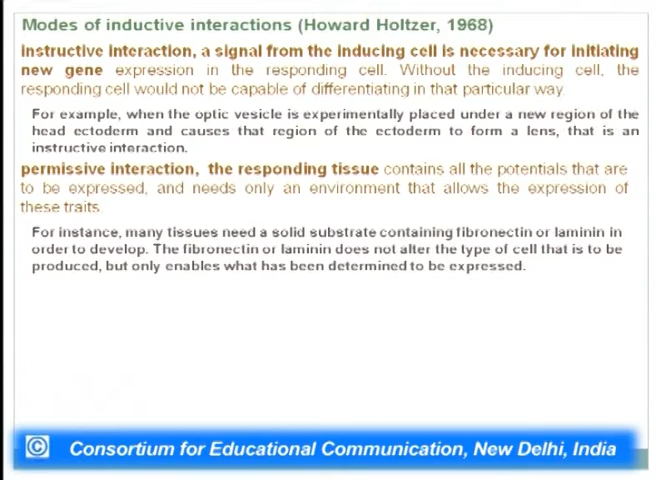 Modes of inductive interactions (Howard Holtzer, 1968)
instructive interaction, a signal from the inducing cell is necessary for initiating
new gene expression in the responding cell. Without the inducing cell, the
responding cell would not be capable of differentiating in that particular way.
For example, when the optic vesicle is experimentally placed under a new region of the
head ectoderm and causes that region of the ectoderm to form a lens, that is an
instructive interaction.
permissive interaction, the responding tissue contains all the potentials that are
to be expressed, and needs only an environment that allows the expression of
these traits.
For instance, many tissues need a solid substrate containing fibronectin or laminin in
order to develop. The fibronectin or laminin does not alter the type of cell that is to be
produced, but only enables what has been determined to be expressed.
© Consortium for Educational Communication, New Delhi, India